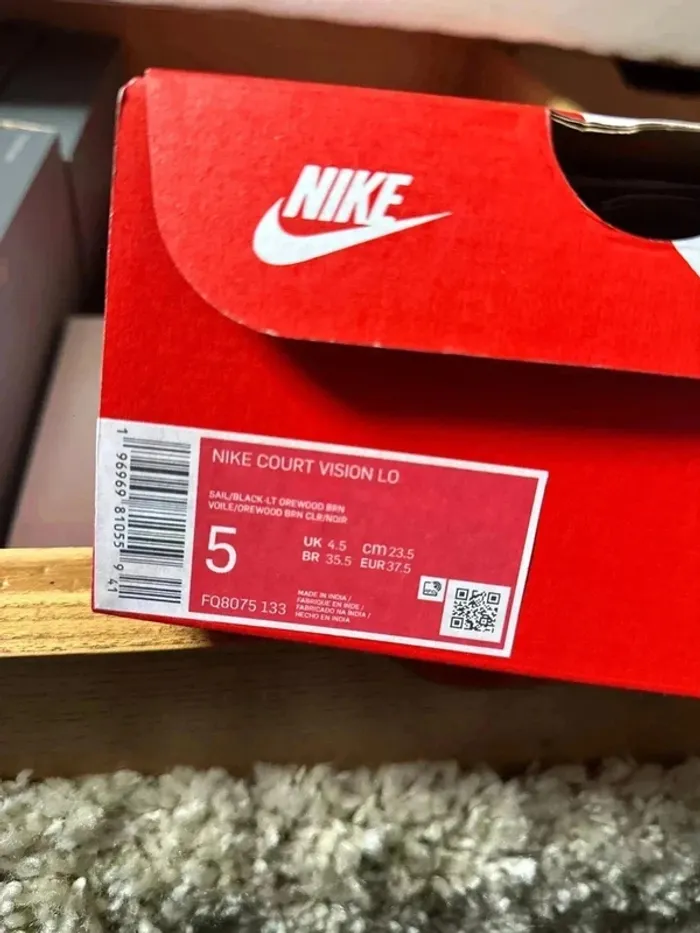 NIKE
NIKE COURT VISION LO
SAIL/BLACK-LT OREWOOD BRN
VOILE/OREWOOD BRN CLR/NOIR
5
UK 4.5 cm 23.5
BR 35.5 EUR 37.5
FQ8075 133
MADE IN INDIA /
FABRIQUE EN INDE /
FABRICADO NA INDIA /
HECHO EN INDIA
1 96969 81055 9 41